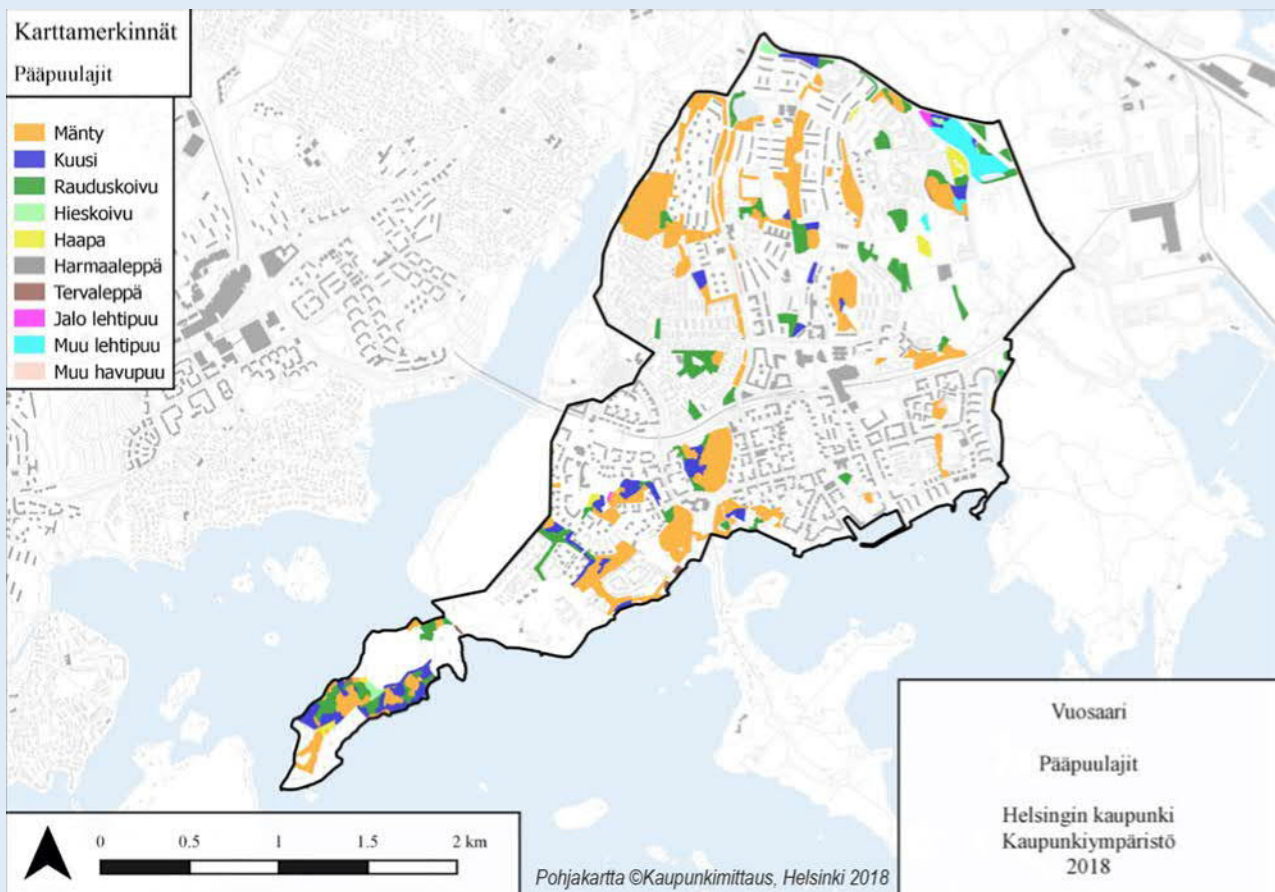 Karttamerkinnät
Pääpuulajit
Mänty
Kuusi
Rauduskoivu
Hieskoivu
Haapa
Harmaaleppä
Tervaleppä
Jalo lehtipuu
Muu lehtipuu
Muu havupuu
Vuosaari
Pääpuulajit
Helsingin kaupunki
Kaupunkiympäristö
2018
0 0.5 1 1.5 2 km
Pohjakartta ©Kaupunkimittaus, Helsinki 2018